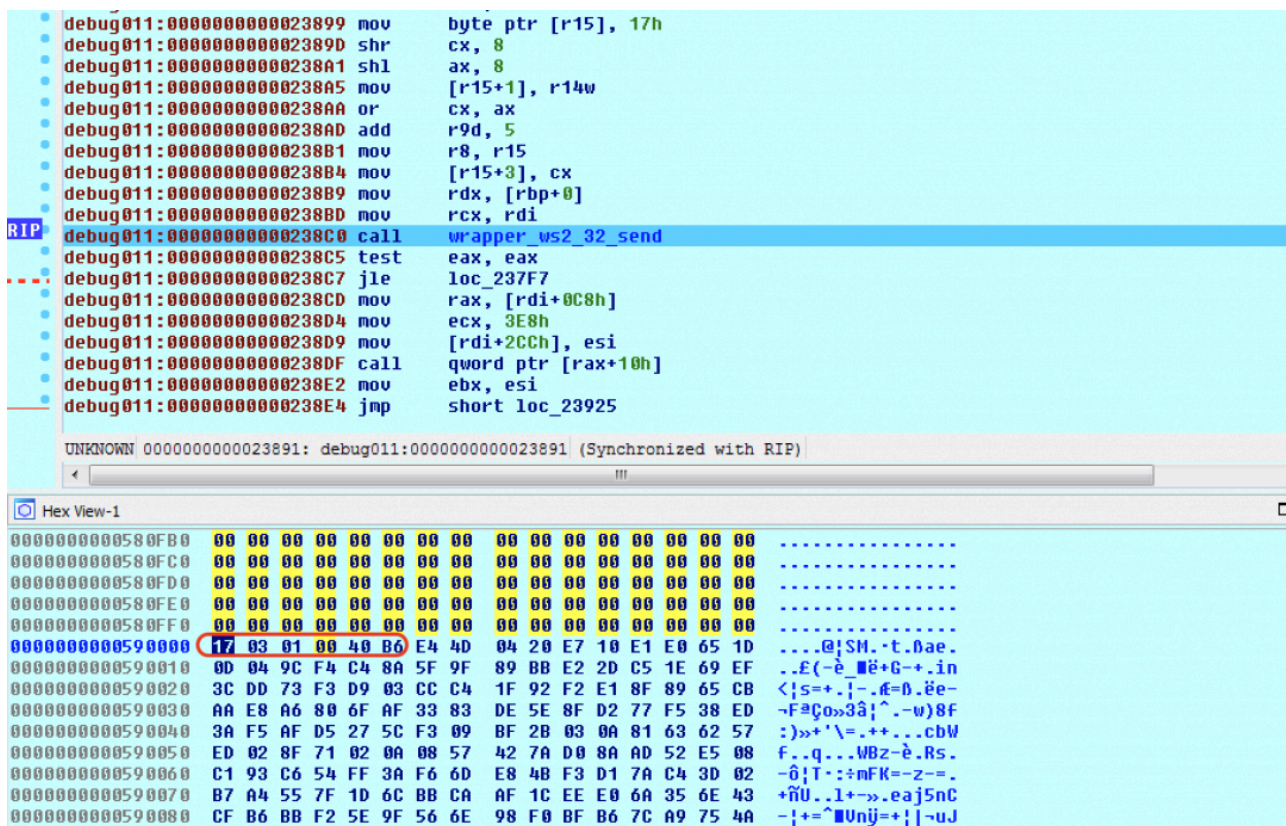 debug011:0000000000023899 mov byte ptr [r15], 17h
debug011:000000000002389D shr cx, 8
debug011:00000000000238A1 shl ax, 8
debug011:00000000000238A5 mov [r15+1], r14w
debug011:00000000000238AA or cx, ax
debug011:00000000000238AD add r9d, 5
debug011:00000000000238B1 mov r8, r15
debug011:00000000000238B4 mov [r15+3], cx
debug011:00000000000238B9 mov rdx, [rbp+0]
debug011:00000000000238BD mov rcx, rdi
RIP debug011:00000000000238C0 call wrapper_ws2_32_send
debug011:00000000000238C5 test eax, eax
debug011:00000000000238C7 jle loc_237F7
debug011:00000000000238CD mov rax, [rdi+0C8h]
debug011:00000000000238D4 mov ecx, 3E8h
debug011:00000000000238D9 mov [rdi+2CCh], esi
debug011:00000000000238DF call qword ptr [rax+10h]
debug011:00000000000238E2 mov ebx, esi
debug011:00000000000238E4 jmp short loc_23925
UNKNOWN 0000000000023891: debug011:0000000000023891 (Synchronized with RIP)
Hex View-1
0000000000580FB0 00 00 00 00 00 00 00 00 00 00 00 00 00 00 00 00 ................
0000000000580FC0 00 00 00 00 00 00 00 00 00 00 00 00 00 00 00 00 ................
0000000000580FD0 00 00 00 00 00 00 00 00 00 00 00 00 00 00 00 00 ................
0000000000580FE0 00 00 00 00 00 00 00 00 00 00 00 00 00 00 00 00 ................
0000000000580FF0 00 00 00 00 00 00 00 00 00 00 00 00 00 00 00 00 ................
0000000000590000 17 03 01 00 40 B6 E4 4D 04 20 E7 10 E1 E0 65 1D ....@¦SM.·t.ßae.
0000000000590010 0D 04 9C F4 C4 8A 5F 9F 89 BB E2 2D C5 1E 69 EF ..£(-è_■ë+G-+.in
0000000000590020 3C DD 73 F3 D9 03 CC C4 1F 92 F2 E1 8F 89 65 CB <¦s=+.¦-.Æ=ß.ëe-
0000000000590030 AA E8 A6 80 6F AF 33 83 DE 5E 8F D2 77 F5 38 ED ¬FªÇo»3â¦^.-w)8f
0000000000590040 3A F5 AF D5 27 5C F3 09 BF 2B 03 0A 81 63 62 57 :)»+'\=.++...cbW
0000000000590050 ED 02 8F 71 02 0A 08 57 42 7A D0 8A AD 52 E5 08 f..q...WBz-è.Rs.
0000000000590060 C1 93 C6 54 FF 3A F6 6D E8 4B F3 D1 7A C4 3D 02 -ô¦T·:÷mFK=-z-=.
0000000000590070 B7 A4 55 7F 1D 6C BB CA AF 1C EE E0 6A 35 6E 43 +ñU..l+-».eaj5nC
0000000000590080 CF B6 BB F2 5E 9F 56 6E 98 F0 BF B6 7C A9 75 4A -¦+=^■Vnÿ=+¦|¬uJ